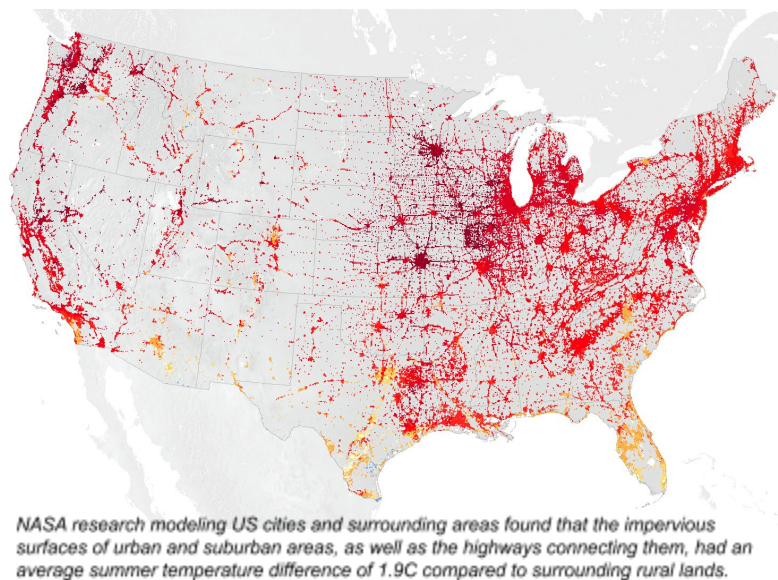 NASA research modeling US cities and surrounding areas found that the impervious
surfaces of urban and suburban areas, as well as the highways connecting them, had an
average summer temperature difference of 1.9C compared to surrounding rural lands.